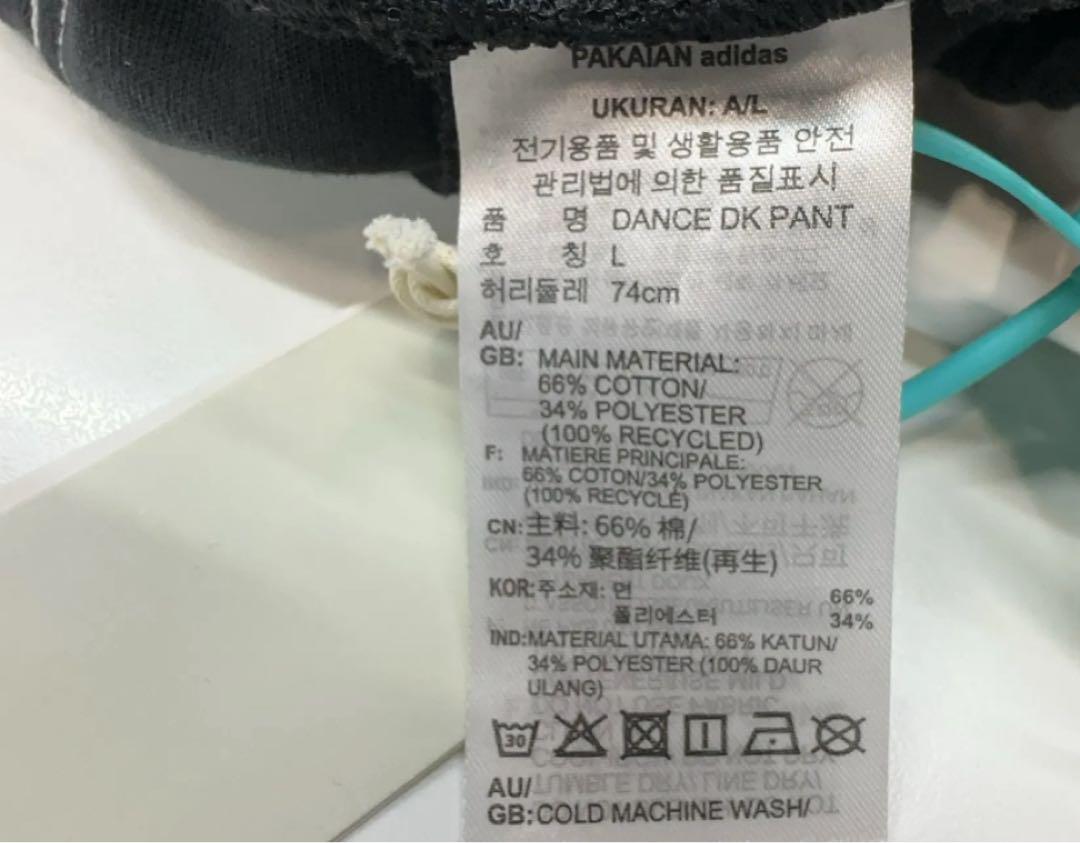 PAKAIAN adidas
UKURAN: A/L
전기용품 및 생활용품 안전
관리법에 의한 품질표시
품 명 DANCE DK PANT
호 칭 L
허리둘레 74cm
AU/
GB: MAIN MATERIAL:
66% COTTON/
34% POLYESTER
(100% RECYCLED)
F: MATIERE PRINCIPALE:
66% COTON/34% POLYESTER
(100% RECYCLÉ)
CN: 主料: 66% 棉/
34% 聚酯纤维(再生)
KOR: 주소재: 면 66%
폴리에스터 34%
IND: MATERIAL UTAMA: 66% KATUN/
34% POLYESTER (100% DAUR
ULANG)
30
AU/
GB: COLD MACHINE WASH/